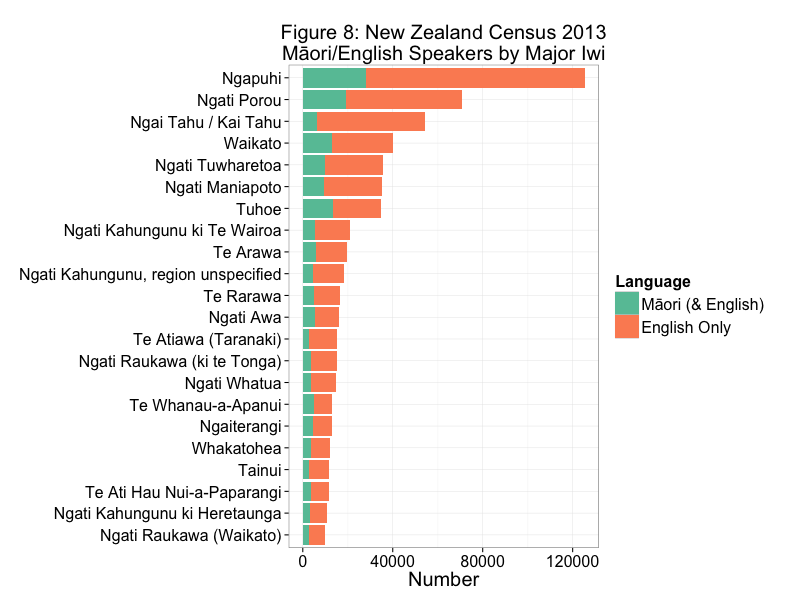 Figure 8: New Zealand Census 2013
Māori/English Speakers by Major Iwi
Ngapuhi
Ngati Porou
Ngai Tahu / Kai Tahu
Waikato
Ngati Tuwharetoa
Ngati Maniapoto
Tuhoe
Ngati Kahungunu ki Te Wairoa
Te Arawa
Ngati Kahungunu, region unspecified
Te Rarawa
Ngati Awa
Te Atiawa (Taranaki)
Ngati Raukawa (ki te Tonga)
Ngati Whatua
Te Whanau-a-Apanui
Ngaiterangi
Whakatohea
Tainui
Te Ati Hau Nui-a-Paparangi
Ngati Kahungunu ki Heretaunga
Ngati Raukawa (Waikato)
0 40000 80000 120000
Number
Language
Māori (& English)
English Only